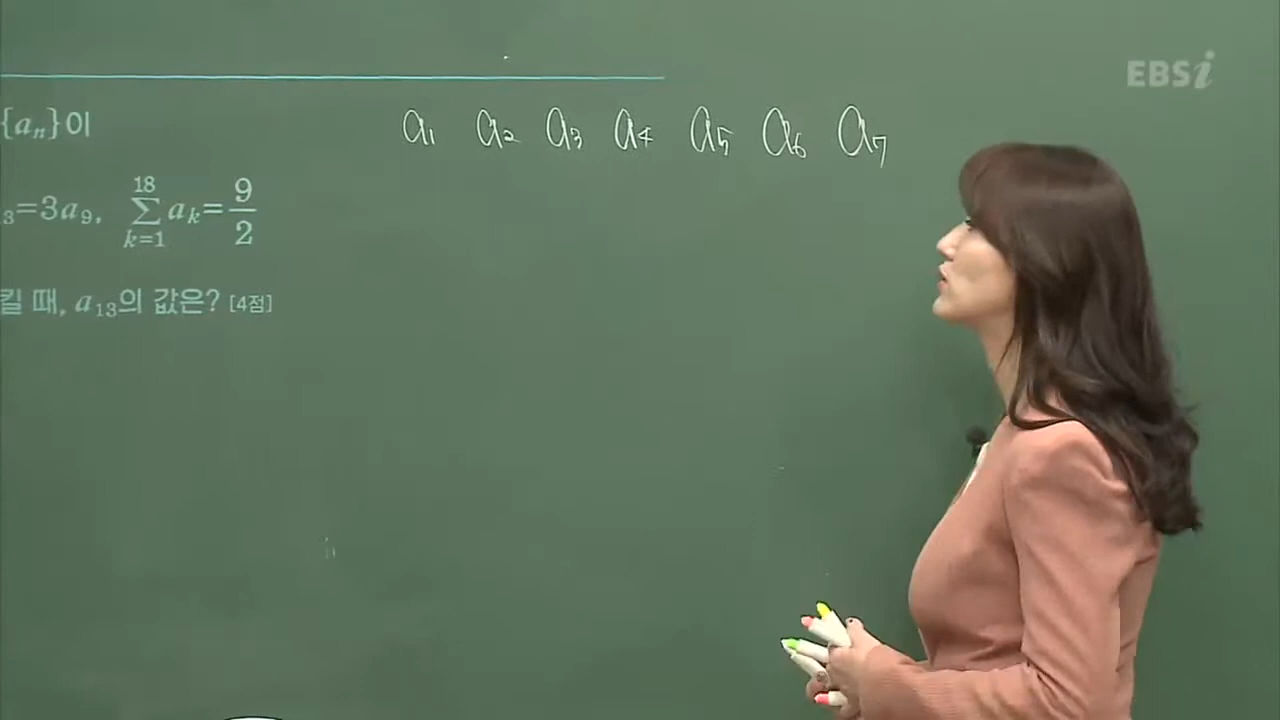 EBSi
{aₙ}이
a₁ a₂ a₃ a₄ a₅ a₆ a₇
₃=3a₉, ∑_{k=1}^{18} aₖ=9/2
킬 때, a₁₃의 값은? [4점]